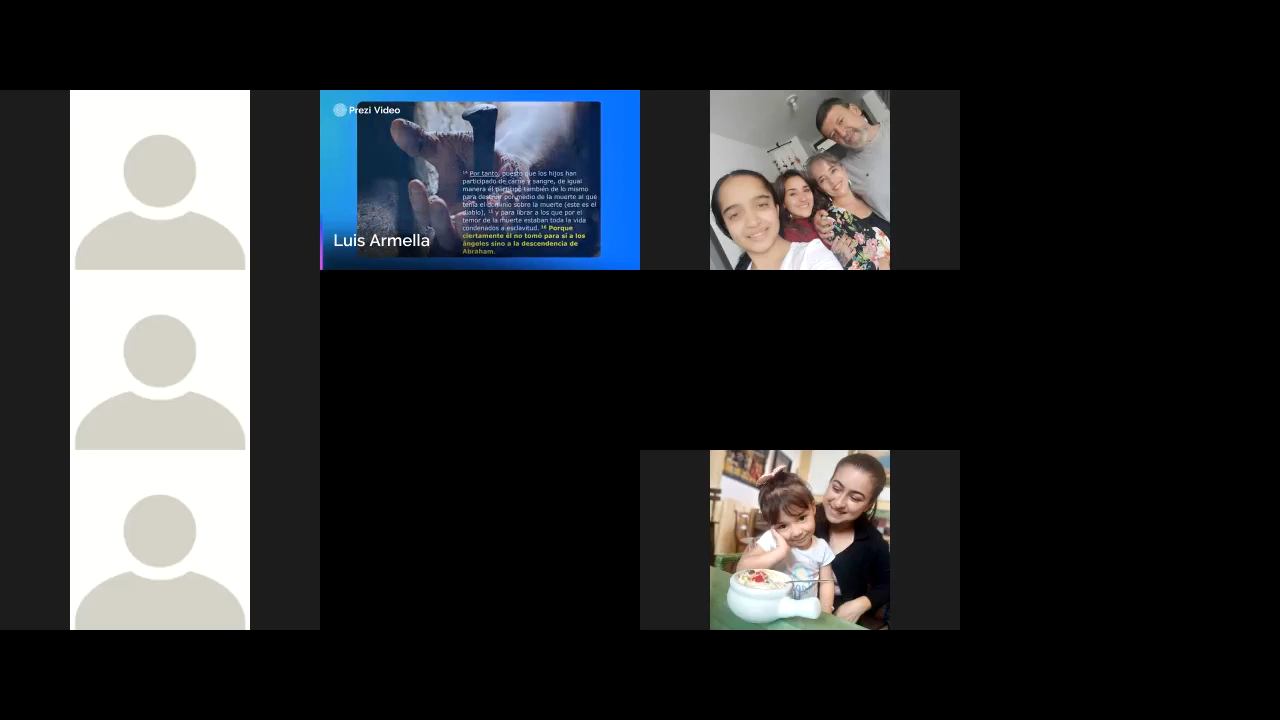 Prezi Video
¹⁴ Por tanto, puesto que los hijos han
participado de carne y sangre, de igual
manera él participó también de lo mismo
para destruir por medio de la muerte al que
tenía el dominio sobre la muerte (este es el
diablo), ¹⁵ y para librar a los que por el
temor de la muerte estaban toda la vida
condenados a esclavitud. ¹⁶ Porque
ciertamente él no tomó para sí a los
ángeles sino a la descendencia de
Abraham.
Luis Armella